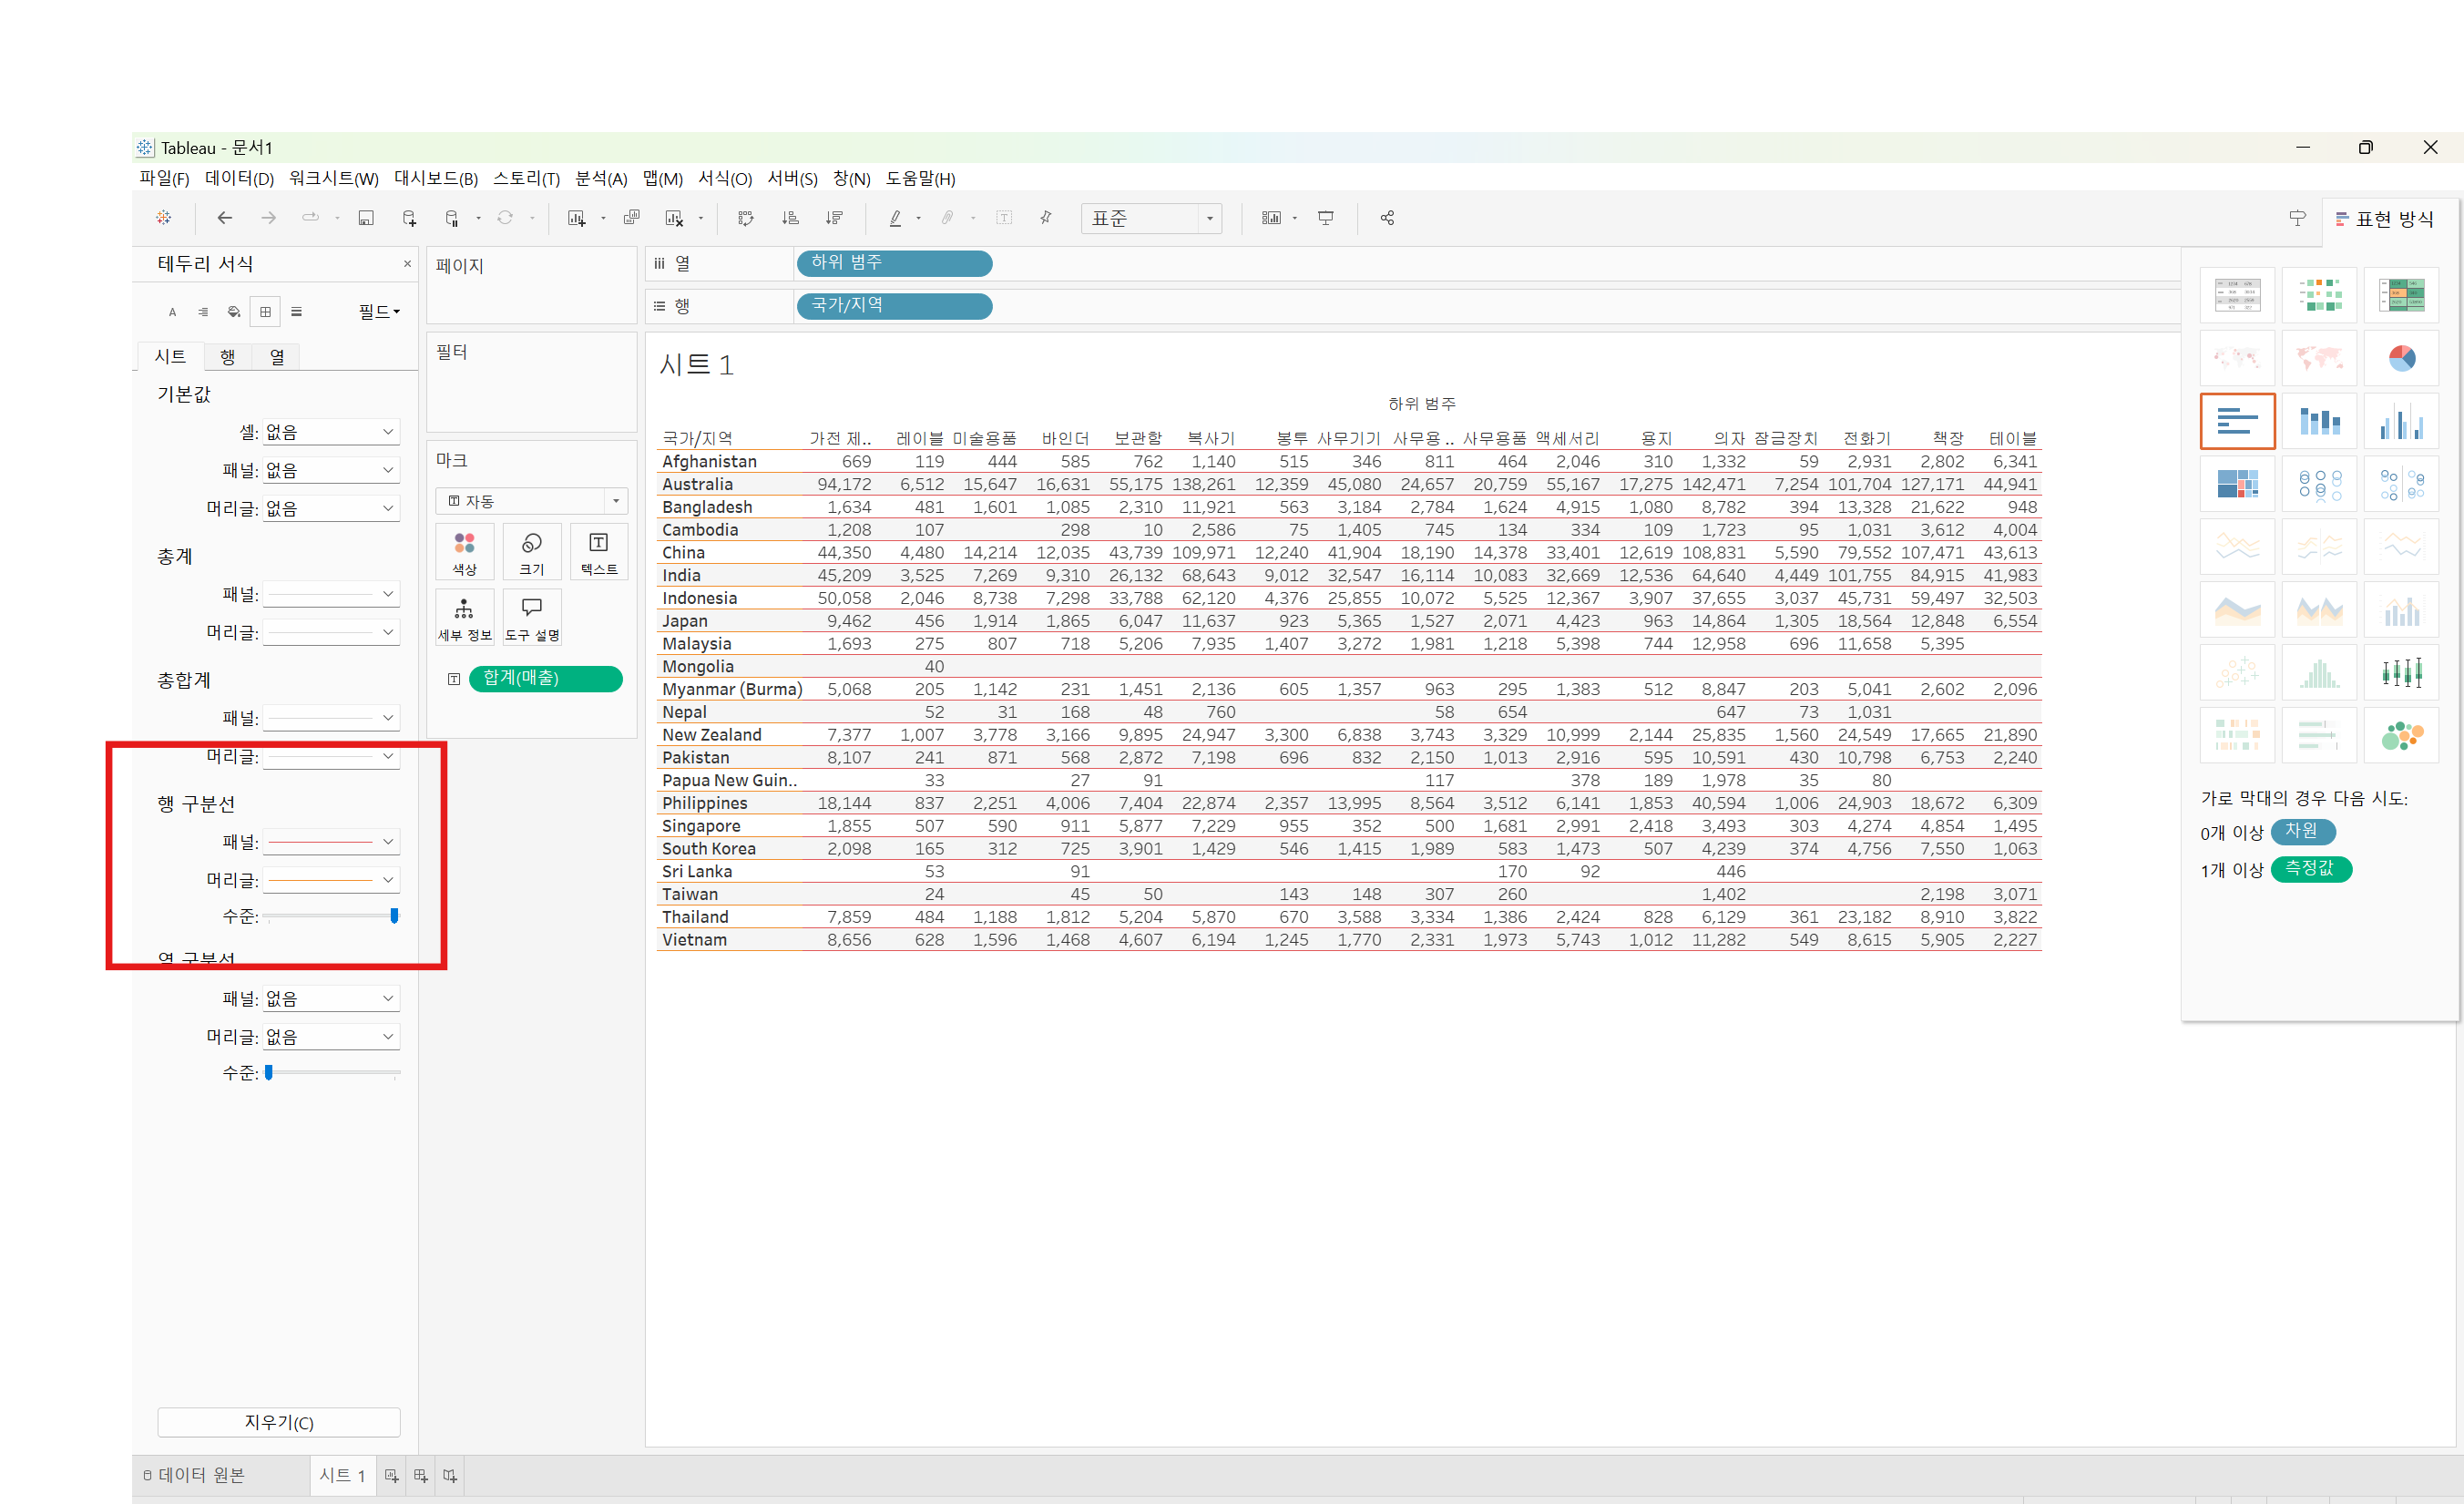 Tableau - 문서1
파일(F) 데이터(D) 워크시트(W) 대시보드(B) 스토리(T) 분석(A) 맵(M) 서식(O) 서버(S) 창(N) 도움말(H)
표준
표현 방식
테두리 서식
필드
시트 행 열
기본값
셀: 없음
패널: 없음
머리글: 없음
총계
패널:
머리글:
총합계
패널:
머리글:
행 구분선
패널:
머리글:
수준:
열 구분선
패널: 없음
머리글: 없음
수준:
지우기(C)
페이지
필터
마크
자동
색상 크기 텍스트
세부 정보 도구 설명
합계(매출)
열 하위 범주
행 국가/지역
시트 1
하위 범주
국가/지역 가전 제.. 레이블 미술용품 바인더 보관함 복사기 봉투 사무기기 사무용 .. 사무용품 액세서리 용지 의자 잠금장치 전화기 책장 테이블
Afghanistan 669 119 444 585 762 1,140 515 346 811 464 2,046 310 1,332 59 2,931 2,802 6,341
Australia 94,172 6,512 15,647 16,631 55,175 138,261 12,359 45,080 24,657 20,759 55,167 17,275 142,471 7,254 101,704 127,171 44,941
Bangladesh 1,634 481 1,601 1,085 2,310 11,921 563 3,184 2,784 1,624 4,915 1,080 8,782 394 13,328 21,622 948
Cambodia 1,208 107 298 10 2,586 75 1,405 745 134 334 109 1,723 95 1,031 3,612 4,004
China 44,350 4,480 14,214 12,035 43,739 109,971 12,240 41,904 18,190 14,378 33,401 12,619 108,831 5,590 79,552 107,471 43,613
India 45,209 3,525 7,269 9,310 26,132 68,643 9,012 32,547 16,114 10,083 32,669 12,536 64,640 4,449 101,755 84,915 41,983
Indonesia 50,058 2,046 8,738 7,298 33,788 62,120 4,376 25,855 10,072 5,525 12,367 3,907 37,655 3,037 45,731 59,497 32,503
Japan 9,462 456 1,914 1,865 6,047 11,637 923 5,365 1,527 2,071 4,423 963 14,864 1,305 18,564 12,848 6,554
Malaysia 1,693 275 807 718 5,206 7,935 1,407 3,272 1,981 1,218 5,398 744 12,958 696 11,658 5,395
Mongolia 40
Myanmar (Burma) 5,068 205 1,142 231 1,451 2,136 605 1,357 963 295 1,383 512 8,847 203 5,041 2,602 2,096
Nepal 52 31 168 48 760 58 654 647 73 1,031
New Zealand 7,377 1,007 3,778 3,166 9,895 24,947 3,300 6,838 3,743 3,329 10,999 2,144 25,835 1,560 24,549 17,665 21,890
Pakistan 8,107 241 871 568 2,872 7,198 696 832 2,150 1,013 2,916 595 10,591 430 10,798 6,753 2,240
Papua New Guin.. 33 27 91 117 378 189 1,978 35 80
Philippines 18,144 837 2,251 4,006 7,404 22,874 2,357 13,995 8,564 3,512 6,141 1,853 40,594 1,006 24,903 18,672 6,309
Singapore 1,855 507 590 911 5,877 7,229 955 352 500 1,681 2,991 2,418 3,493 303 4,274 4,854 1,495
South Korea 2,098 165 312 725 3,901 1,429 546 1,415 1,989 583 1,473 507 4,239 374 4,756 7,550 1,063
Sri Lanka 53 91 170 92 446
Taiwan 24 45 50 143 148 307 260 1,402 2,198 3,071
Thailand 7,859 484 1,188 1,812 5,204 5,870 670 3,588 3,334 1,386 2,424 828 6,129 361 23,182 8,910 3,822
Vietnam 8,656 628 1,596 1,468 4,607 6,194 1,245 1,770 2,331 1,973 5,743 1,012 11,282 549 8,615 5,905 2,227
가로 막대의 경우 다음 시도:
0개 이상 차원
1개 이상 측정값
데이터 원본 시트 1